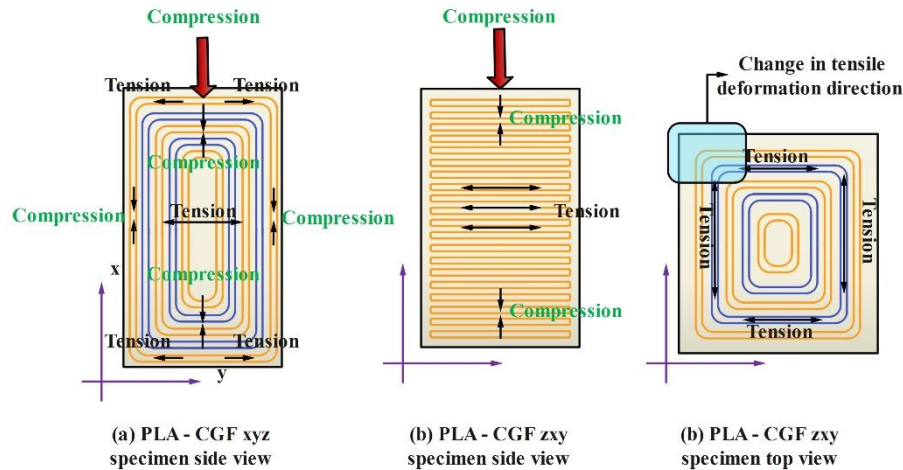 Compression
Tension
Tension
Compression
Compression
Tension
Compression
Compression
x
Tension
Tension
y
(a) PLA - CGF xyz
specimen side view
Compression
Compression
Tension
Compression
(b) PLA - CGF zxy
specimen side view
Change in tensile
deformation direction
Tension
Tension
Tension
Tension
(b) PLA - CGF zxy
specimen top view